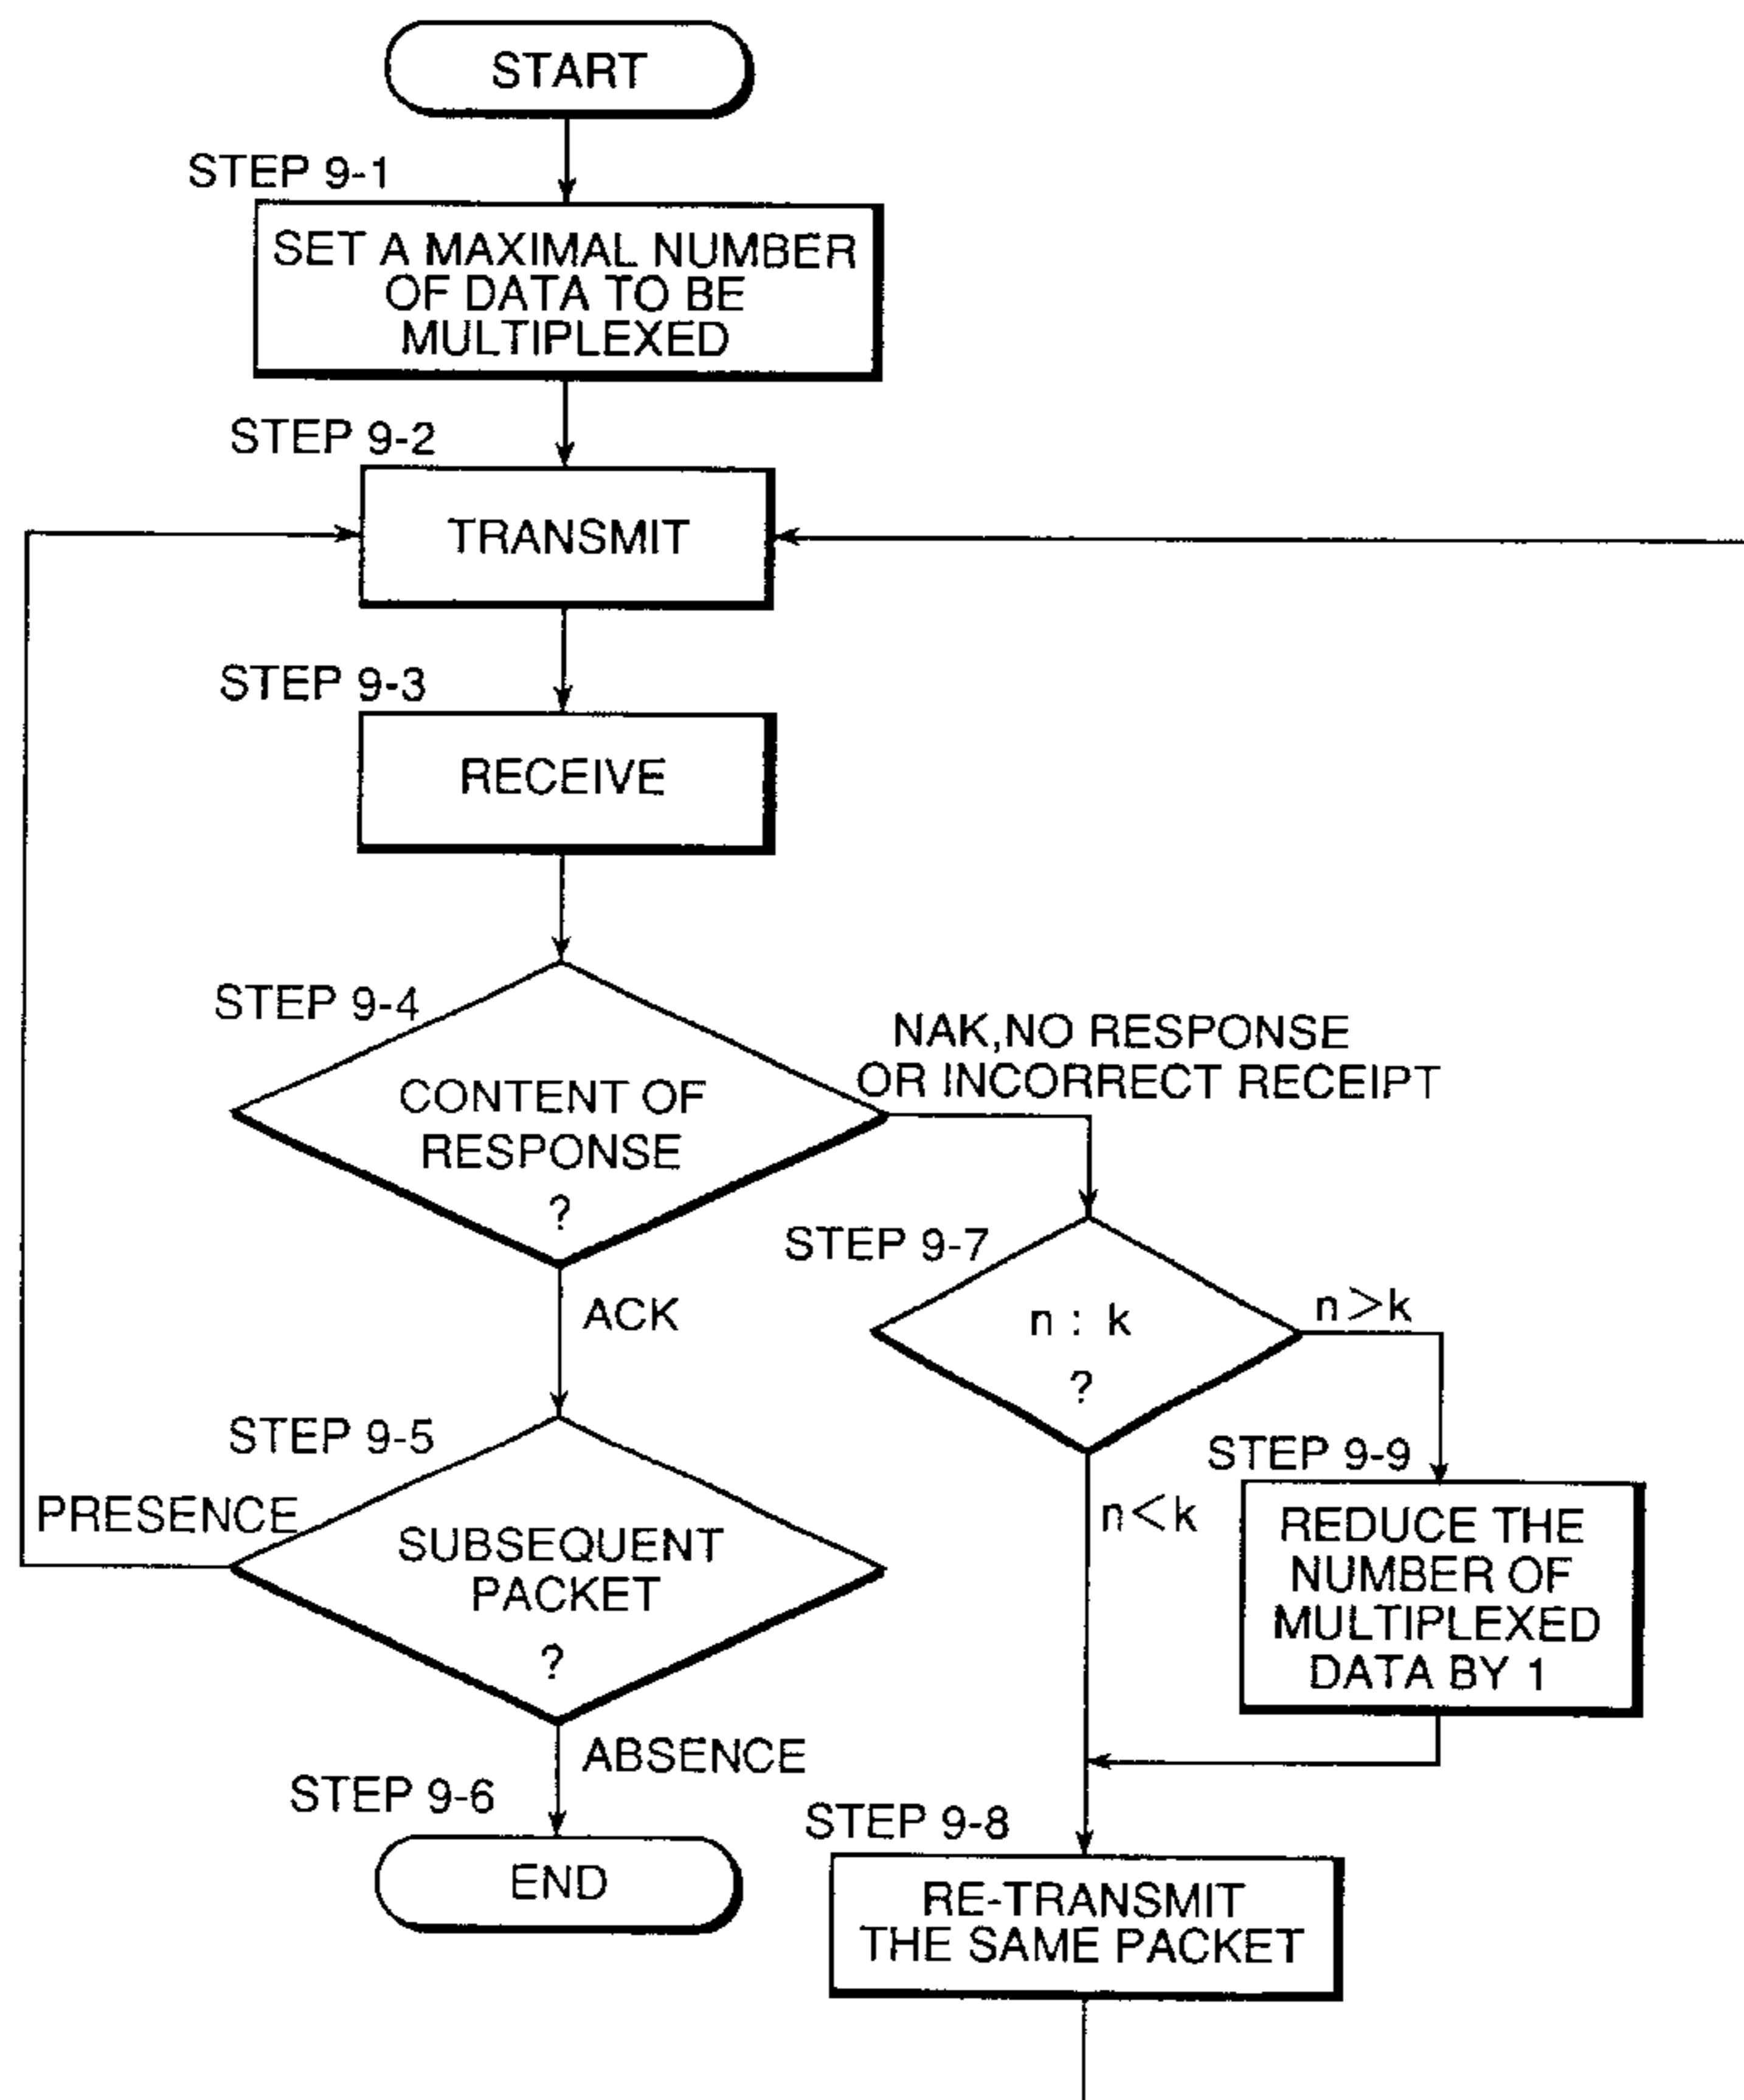 START
STEP 9-1
SET A MAXIMAL NUMBER
OF DATA TO BE
MULTIPLEXED
STEP 9-2
TRANSMIT
STEP 9-3
RECEIVE
STEP 9-4
CONTENT OF
RESPONSE
?
NAK,NO RESPONSE
OR INCORRECT RECEIPT
ACK
STEP 9-7
n : k
?
n>k
n<k
STEP 9-5
PRESENCE
SUBSEQUENT
PACKET
?
STEP 9-9
REDUCE THE
NUMBER OF
MULTIPLEXED
DATA BY 1
ABSENCE
STEP 9-6
END
STEP 9-8
RE-TRANSMIT
THE SAME PACKET